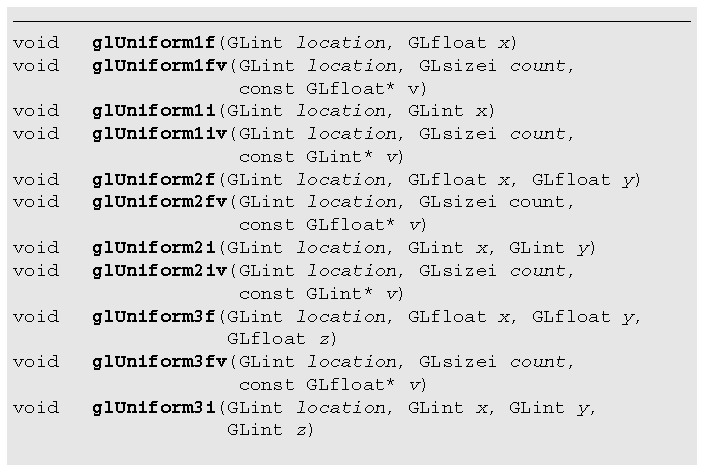 void glUniform1f(GLint location, GLfloat x)
void glUniform1fv(GLint location, GLsizei count,
const GLfloat* v)
void glUniform1i(GLint location, GLint x)
void glUniform1iv(GLint location, GLsizei count,
const GLint* v)
void glUniform2f(GLint location, GLfloat x, GLfloat y)
void glUniform2fv(GLint location, GLsizei count,
const GLfloat* v)
void glUniform2i(GLint location, GLint x, GLint y)
void glUniform2iv(GLint location, GLsizei count,
const GLint* v)
void glUniform3f(GLint location, GLfloat x, GLfloat y,
GLfloat z)
void glUniform3fv(GLint location, GLsizei count,
const GLfloat* v)
void glUniform3i(GLint location, GLint x, GLint y,
GLint z)